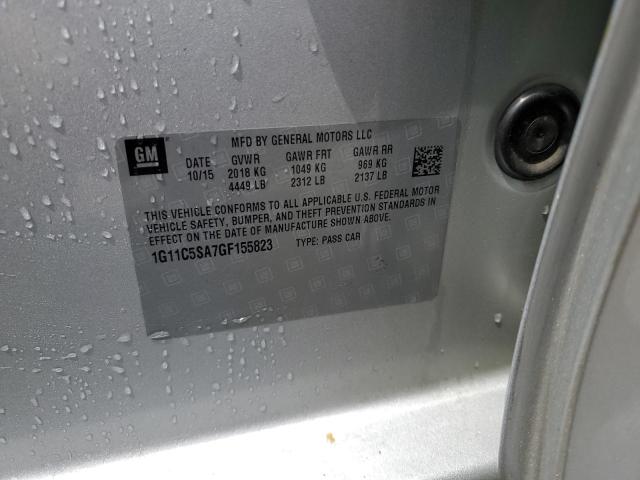 GM
MFD BY GENERAL MOTORS LLC
DATE GVWR GAWR FRT GAWR RR
10/15 2018 KG 1049 KG 969 KG
4449 LB 2312 LB 2137 LB
THIS VEHICLE CONFORMS TO ALL APPLICABLE U.S. FEDERAL MOTOR
VEHICLE SAFETY, BUMPER, AND THEFT PREVENTION STANDARDS IN
EFFECT ON THE DATE OF MANUFACTURE SHOWN ABOVE.
1G11C5SA7GF155823 TYPE: PASS CAR